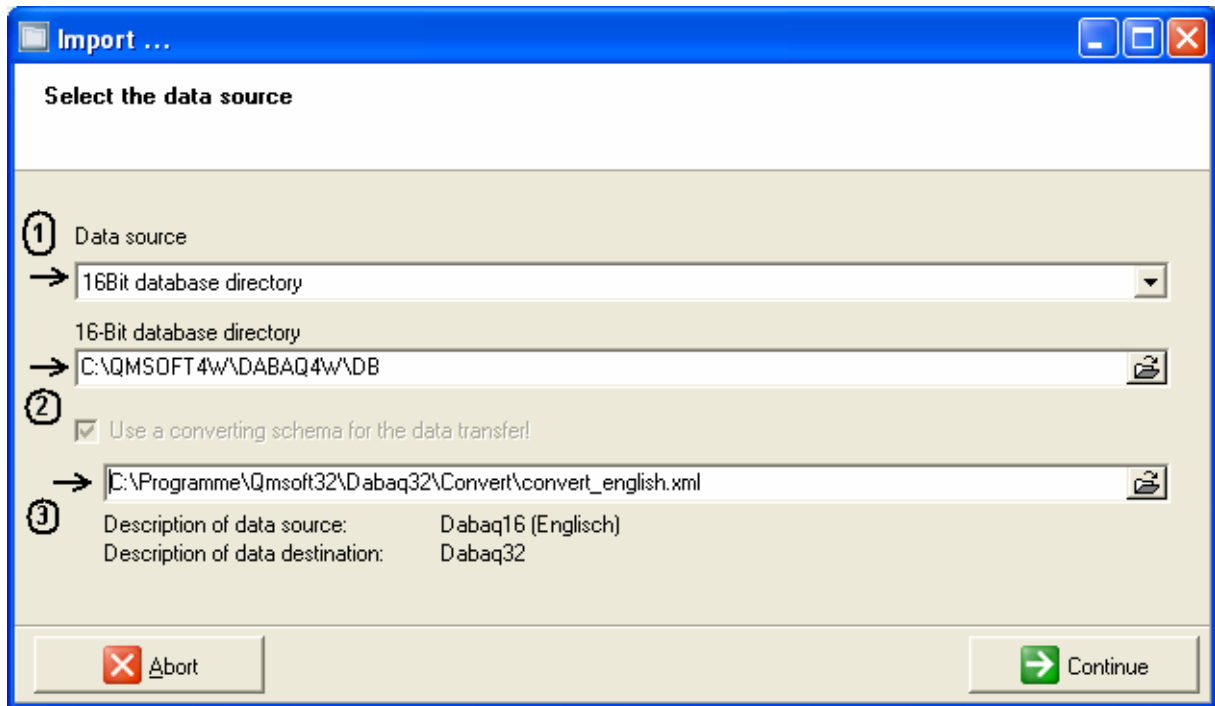 Import ...
Select the data source
1
Data source
16Bit database directory
16-Bit database directory
C:\QMSOFT4W\DABAQ4W\DB
2
Use a converting schema for the data transfer!
C:\Programme\Qmsoft32\Dabaq32\Convert\convert_english.xml
3
Description of data source: Dabaq16 (Englisch)
Description of data destination: Dabaq32
Abort Continue